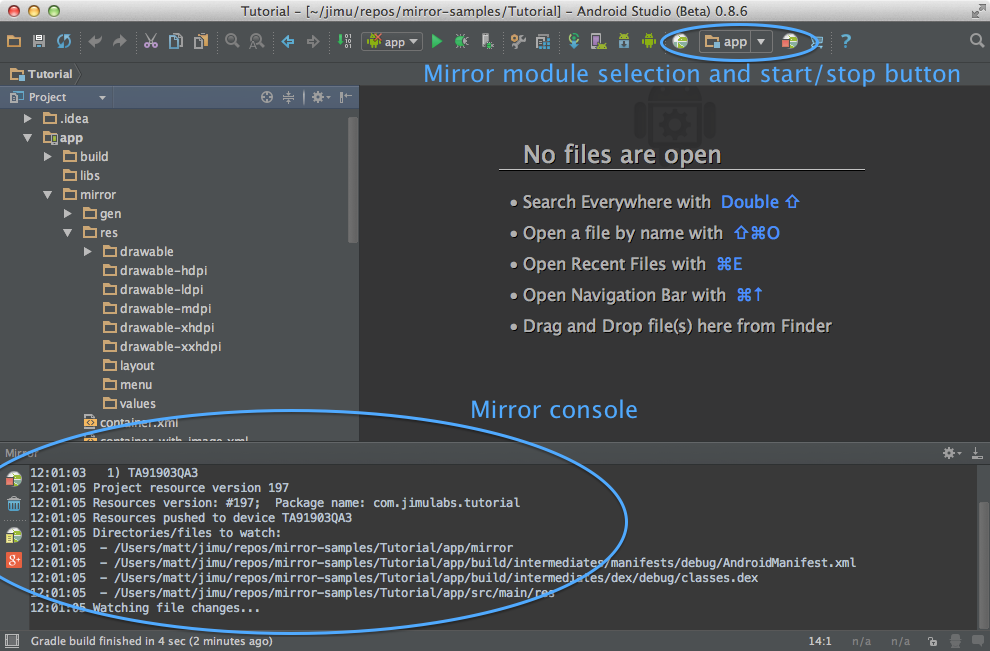 Tutorial - [~/jimu/repos/mirror-samples/Tutorial] - Android Studio (Beta) 0.8.6
app
app
?
Tutorial
Mirror module selection and start/stop button
Project
.idea
app
build
libs
mirror
gen
res
drawable
drawable-hdpi
drawable-ldpi
drawable-mdpi
drawable-xhdpi
drawable-xxhdpi
layout
menu
values
container.xml
container_with_image.xml
No files are open
• Search Everywhere with Double ⇧
• Open a file by name with ⇧⌘O
• Open Recent Files with ⌘E
• Open Navigation Bar with ⌘↑
• Drag and Drop file(s) here from Finder
Mirror console
Mirror
12:01:03 1) TA91903QA3
12:01:05 Project resource version 197
12:01:05 Resources version: #197; Package name: com.jimulabs.tutorial
12:01:05 Resources pushed to device TA91903QA3
12:01:05 Directories/files to watch:
12:01:05 – /Users/matt/jimu/repos/mirror-samples/Tutorial/app/mirror
12:01:05 – /Users/matt/jimu/repos/mirror-samples/Tutorial/app/build/intermediates/manifests/debug/AndroidManifest.xml
12:01:05 – /Users/matt/jimu/repos/mirror-samples/Tutorial/app/build/intermediates/dex/debug/classes.dex
12:01:05 – /Users/matt/jimu/repos/mirror-samples/Tutorial/app/src/main/res
12:01:05 Watching file changes...
Gradle build finished in 4 sec (2 minutes ago)
14:1 n/a n/a